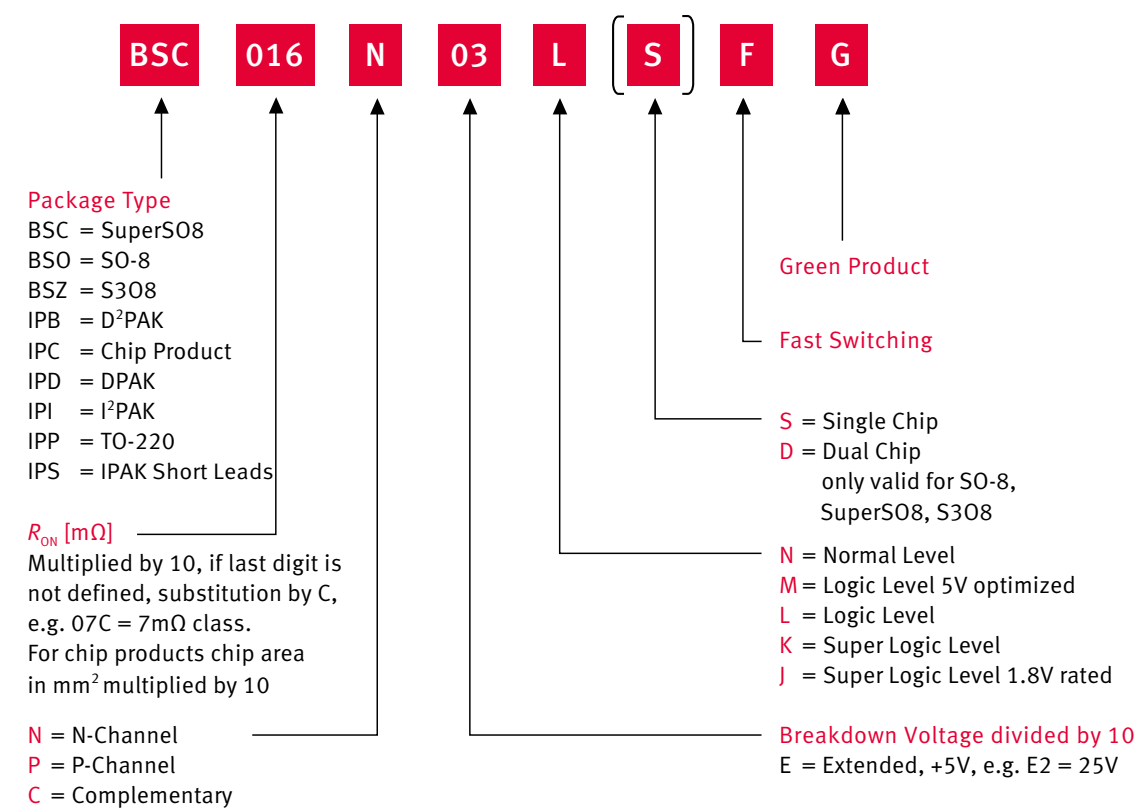 BSC 016 N 03 L (S) F G
Package Type
BSC = SuperSO8
BSO = SO-8
BSZ = S3O8
IPB = D²PAK
IPC = Chip Product
IPD = DPAK
IPI = I²PAK
IPP = TO-220
IPS = IPAK Short Leads
R_ON [mΩ]
Multiplied by 10, if last digit is
not defined, substitution by C,
e.g. 07C = 7mΩ class.
For chip products chip area
in mm² multiplied by 10
N = N-Channel
P = P-Channel
C = Complementary
Green Product
Fast Switching
S = Single Chip
D = Dual Chip
only valid for SO-8,
SuperSO8, S3O8
N = Normal Level
M = Logic Level 5V optimized
L = Logic Level
K = Super Logic Level
J = Super Logic Level 1.8V rated
Breakdown Voltage divided by 10
E = Extended, +5V, e.g. E2 = 25V